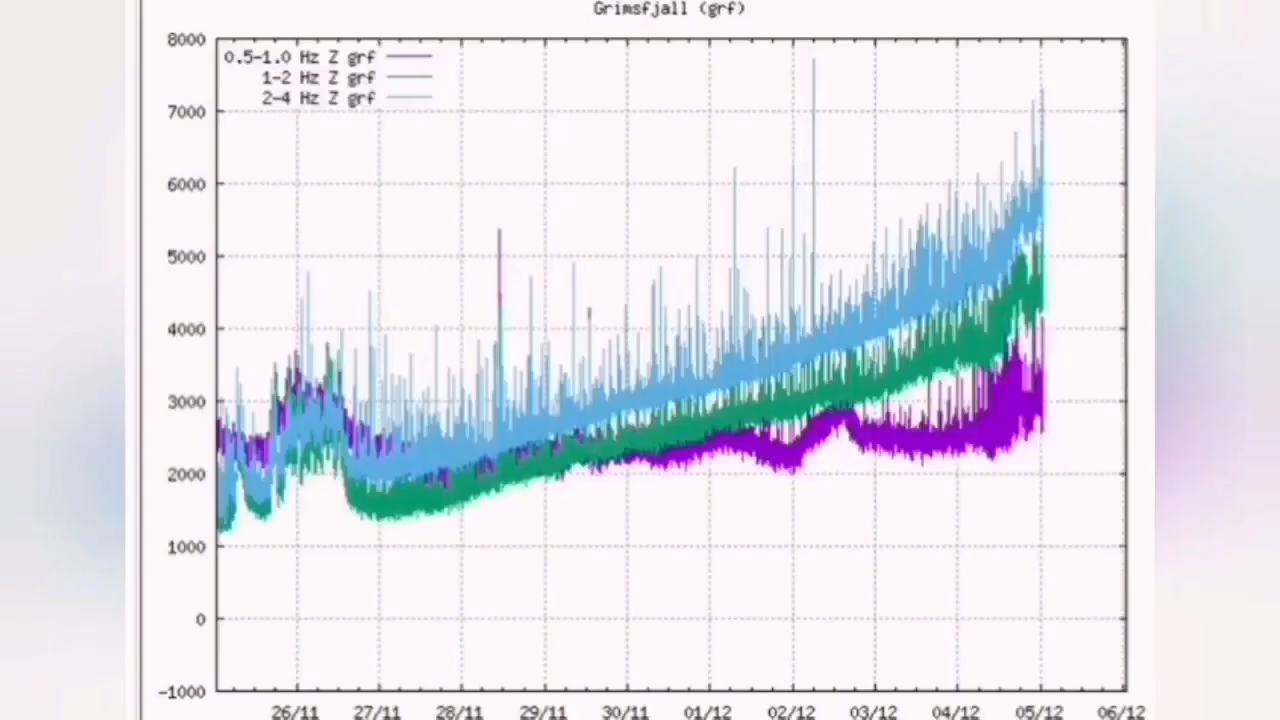 Grimsfjall (grf)
8000
0.5-1.0 Hz Z grf
1-2 Hz Z grf
2-4 Hz Z grf
7000
6000
5000
4000
3000
2000
1000
0
-1000
26/11 27/11 28/11 29/11 30/11 01/12 02/12 03/12 04/12 05/12 06/12